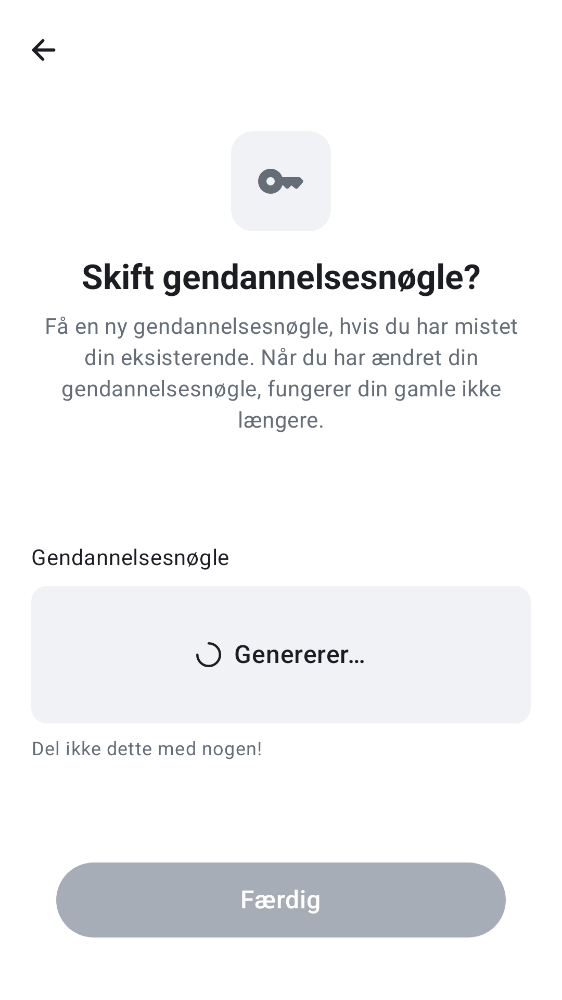 Skift gendannelsesnøgle?
Få en ny gendannelsesnøgle, hvis du har mistet
din eksisterende. Når du har ændret din
gendannelsesnøgle, fungerer din gamle ikke
længere.
Gendannelsesnøgle
Genererer…
Del ikke dette med nogen!
Færdig